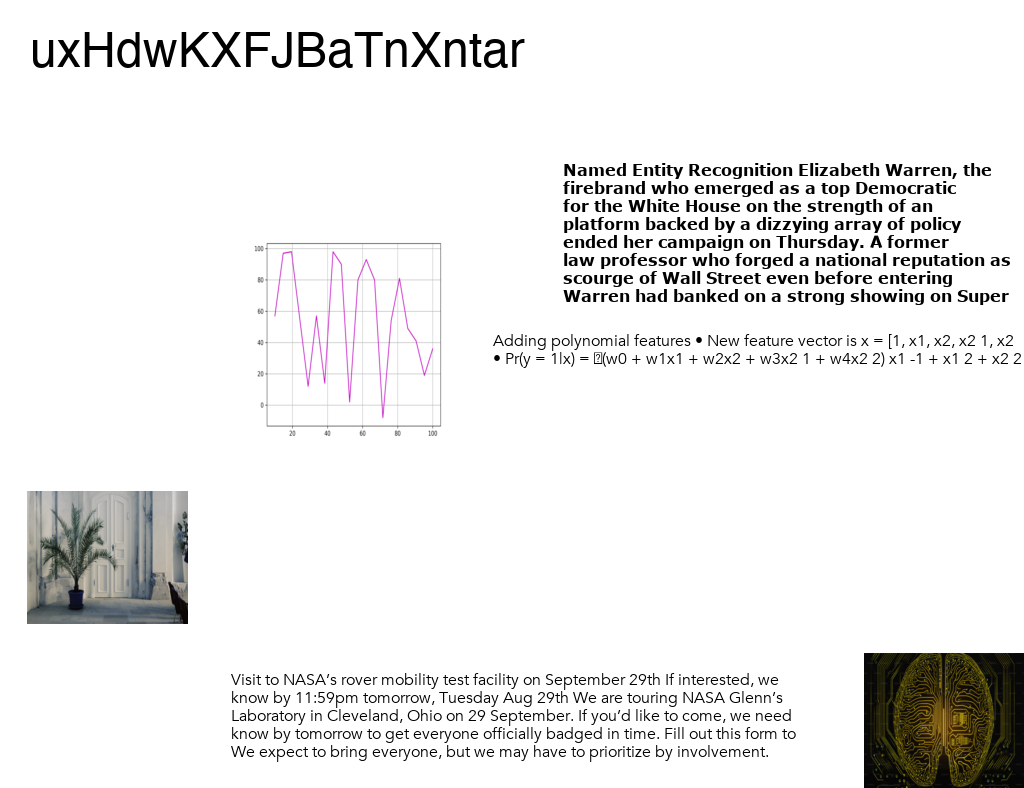 uxHdwKXFJBaTnXntar
Named Entity Recognition Elizabeth Warren, the
firebrand who emerged as a top Democratic
for the White House on the strength of an
platform backed by a dizzying array of policy
ended her campaign on Thursday. A former
law professor who forged a national reputation as
scourge of Wall Street even before entering
Warren had banked on a strong showing on Super
100
80
60
40
20
0
20 40 60 80 100
Adding polynomial features • New feature vector is x = [1, x1, x2, x2 1, x2
• Pr(y = 1|x) = (w0 + w1x1 + w2x2 + w3x2 1 + w4x2 2) x1 -1 + x1 2 + x2 2
Visit to NASA’s rover mobility test facility on September 29th If interested, we
know by 11:59pm tomorrow, Tuesday Aug 29th We are touring NASA Glenn’s
Laboratory in Cleveland, Ohio on 29 September. If you’d like to come, we need
know by tomorrow to get everyone officially badged in time. Fill out this form to
We expect to bring everyone, but we may have to prioritize by involvement.